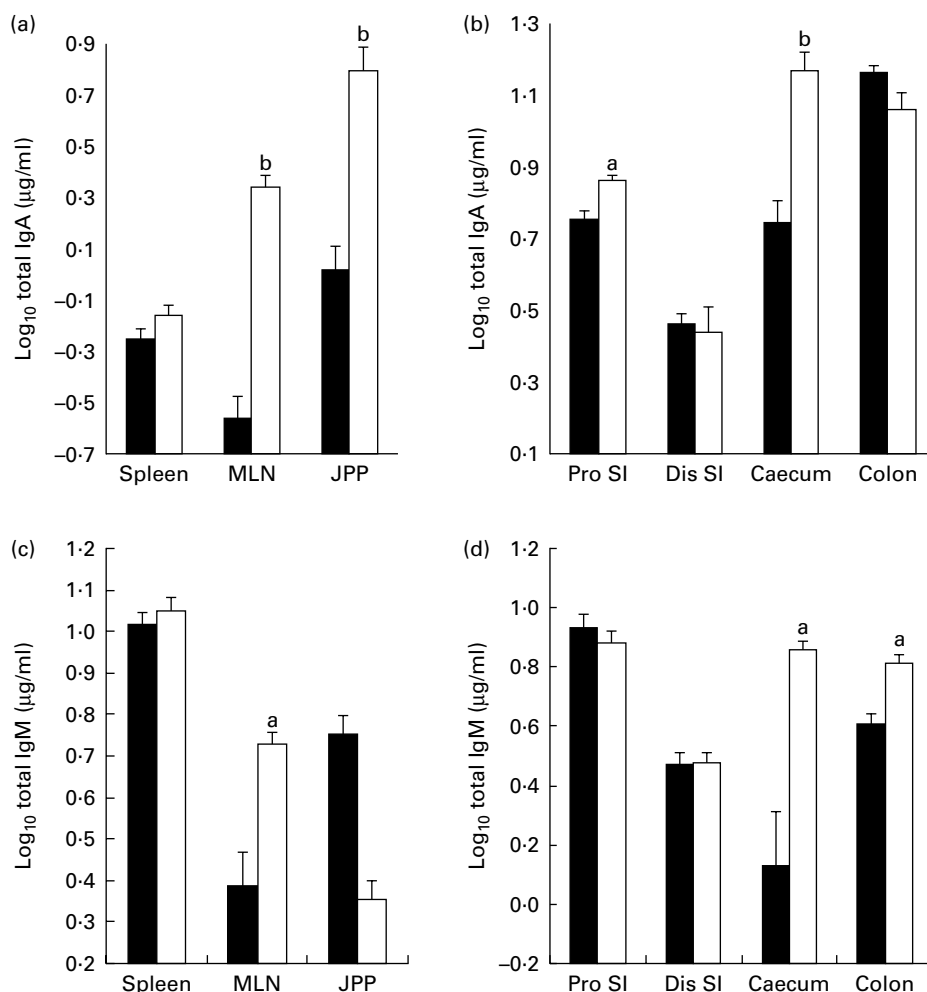 (a)
0·9
0·7
0·5
0·3
0·1
–0·1
–0·3
–0·5
–0·7
Log10 total IgA (µg/ml)
b
b
Spleen MLN JPP
(b)
1·3
1·1
0·9
0·7
0·5
0·3
0·1
Log10 total IgA (µg/ml)
a
b
Pro SI Dis SI Caecum Colon
(c)
1·2
1·1
1·0
0·9
0·8
0·7
0·6
0·5
0·4
0·3
0·2
Log10 total IgM (µg/ml)
a
Spleen MLN JPP
(d)
1·2
1·0
0·8
0·6
0·4
0·2
0·0
–0·2
Log10 total IgM (µg/ml)
a
a
Pro SI Dis SI Caecum Colon